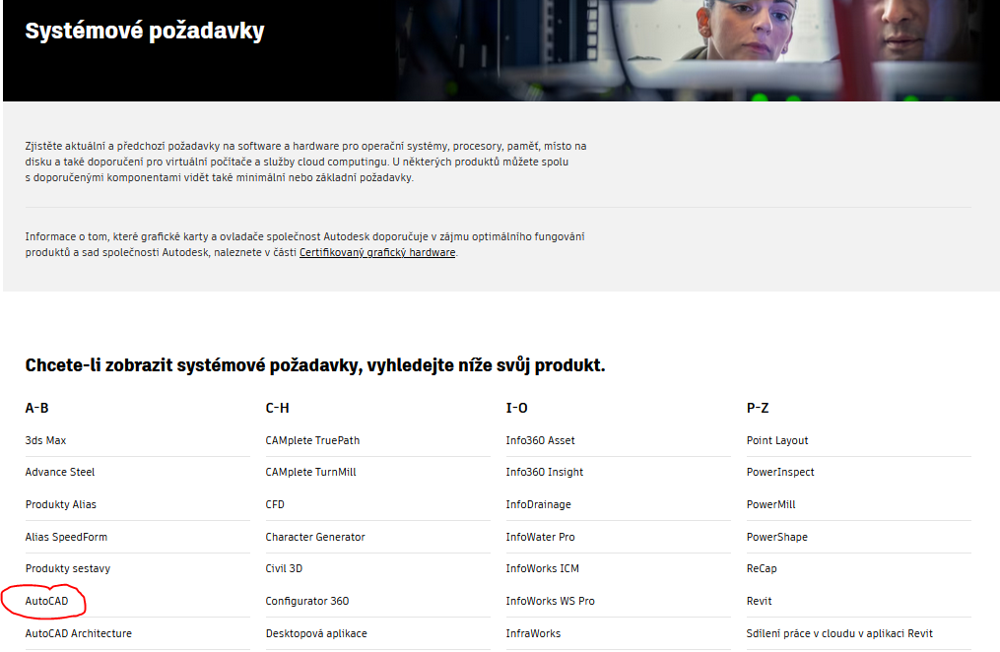 Systémové požadavky
Zjistěte aktuální a předchozí požadavky na software a hardware pro operační systémy, procesory, paměť, místo na
disku a také doporučení pro virtuální počítače a služby cloud computingu. U některých produktů můžete spolu
s doporučenými komponentami vidět také minimální nebo základní požadavky.
Informace o tom, které grafické karty a ovladače společnost Autodesk doporučuje v zájmu optimálního fungování
produktů a sad společnosti Autodesk, naleznete v části Certifikovaný grafický hardware.
Chcete-li zobrazit systémové požadavky, vyhledejte níže svůj produkt.
A-B
3ds Max
Advance Steel
Produkty Alias
Alias SpeedForm
Produkty sestavy
AutoCAD
AutoCAD Architecture
C-H
CAMplete TruePath
CAMplete TurnMill
CFD
Character Generator
Civil 3D
Configurator 360
Desktopová aplikace
I-O
Info360 Asset
Info360 Insight
InfoDrainage
InfoWater Pro
InfoWorks ICM
InfoWorks WS Pro
InfraWorks
P-Z
Point Layout
PowerInspect
PowerMill
PowerShape
ReCap
Revit
Sdílení práce v cloudu v aplikaci Revit